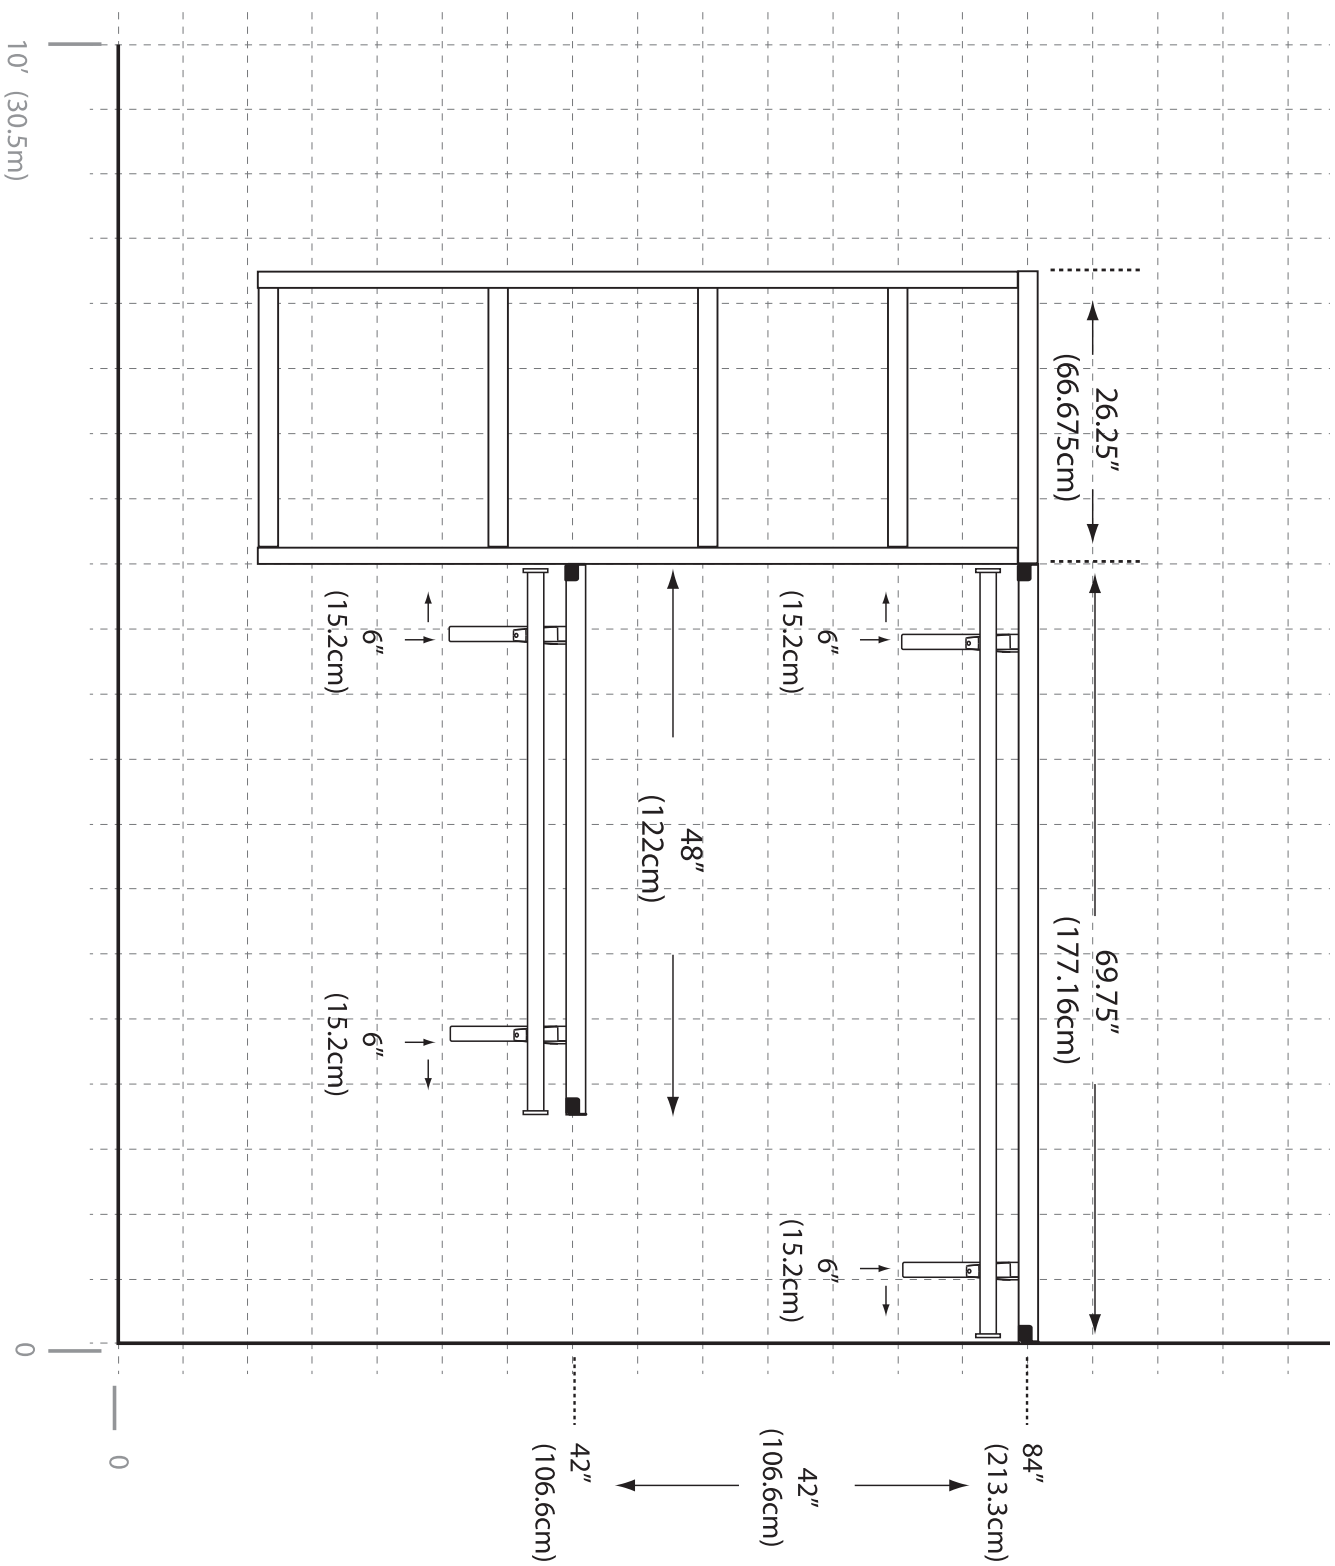 10’ (30.5m)
26.25”
(66.675cm)
69.75”
(177.16cm)
6”
(15.2cm)
6”
(15.2cm)
48”
(122cm)
6”
(15.2cm)
6”
(15.2cm)
84”
(213.3cm)
42”
(106.6cm)
42”
(106.6cm)
0
0